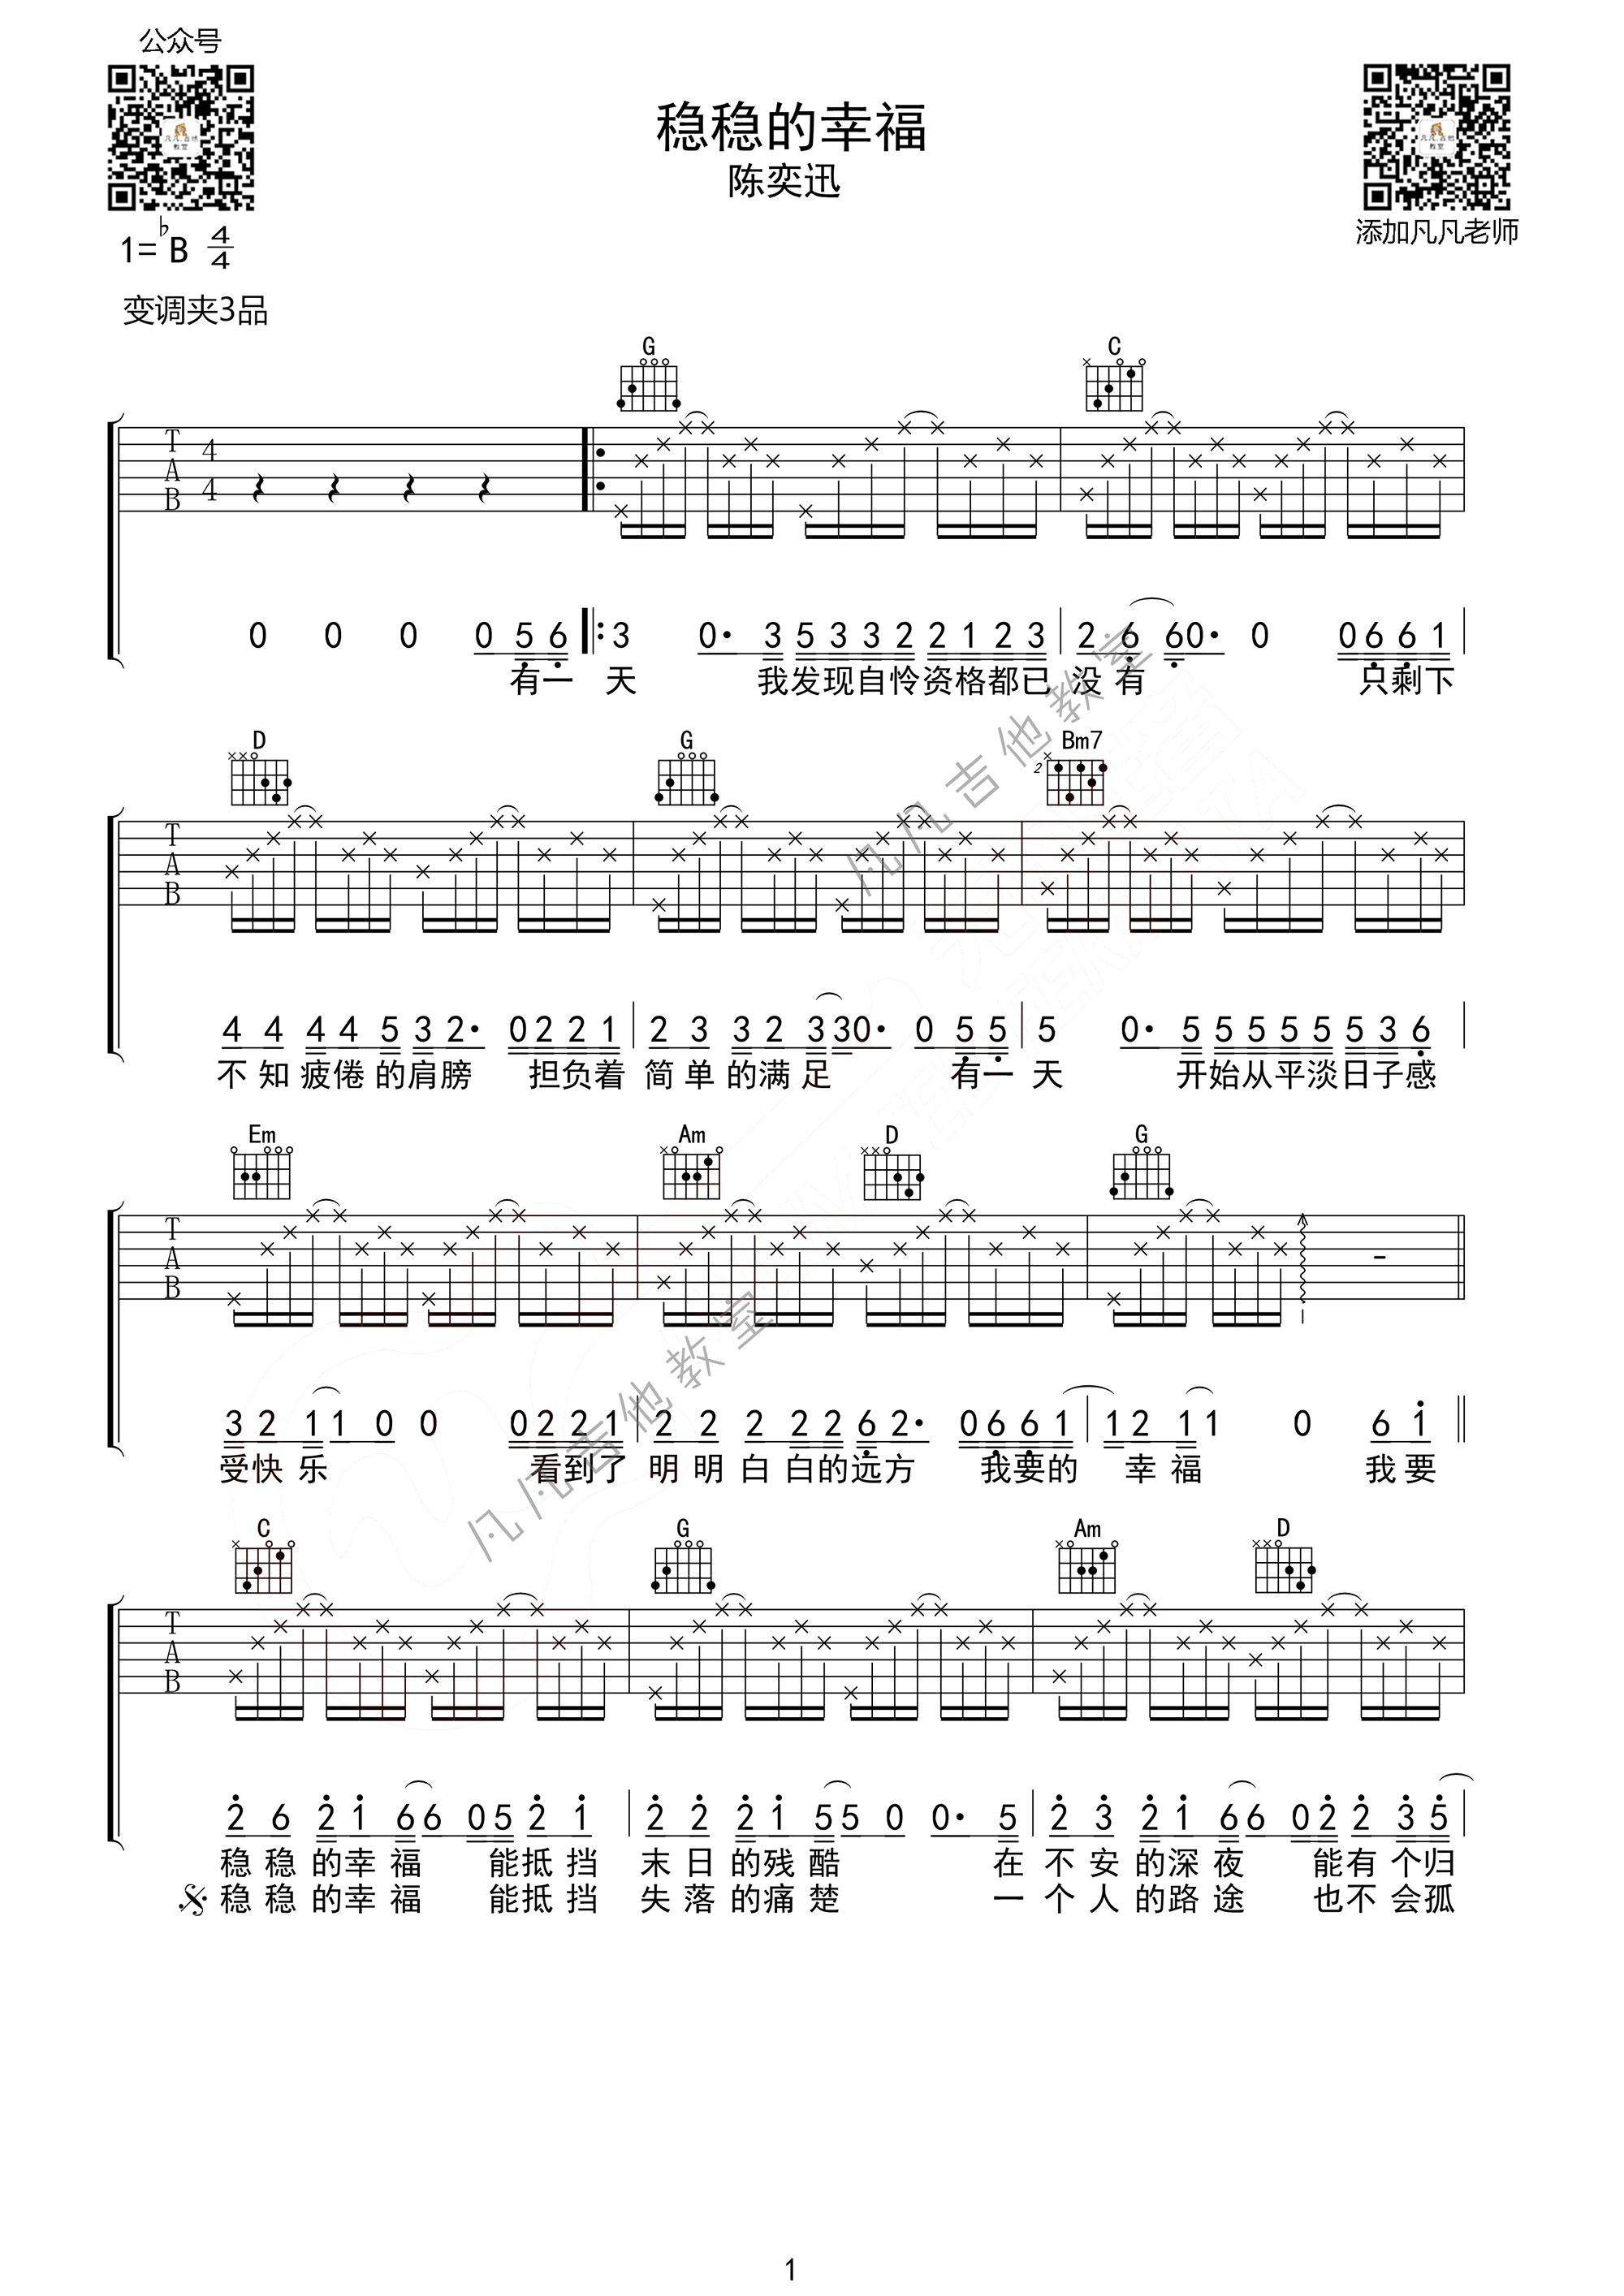 公众号
稳稳的幸福
陈奕迅
添加凡凡老师
1=♭B 4/4
变调夹3品
G C
T A B 4/4
0 0 0 0 5 6 3 0· 3 5 3 3 2 2 1 2 3 2 6 6 0· 0 0 6 6 1
有一 天 我发现自怜资格都已 没有 只剩下
D G Bm7
2
T A B
4 4 4 4 5 3 2· 0 2 2 1 2 3 3 2 3 3 0· 0 5 5 5 0· 5 5 5 5 5 5 3 6
不知疲倦的肩膀 担负着 简单的满足 有一 天 开始从平淡日子感
Em Am D G
T A B
3 2 1 1 0 0 0 2 2 1 2 2 2 2 2 6 2· 0 6 6 1 1 2 1 1 0 6 1
受快乐 看到了 明明白白的远方 我要的 幸福 我要
C G Am D
T A B
2 6 2 1 6 6 0 5 2 1 2 2 2 1 5 5 0 0· 5 2 3 2 1 6 6 0 2 2 3 5
稳稳的幸福 能抵挡 末日的残酷 在 不安的深夜 能有个归
稳稳的幸福 能抵挡 失落的痛楚 一 个人的路途 也不会孤
凡凡吉他教室
凡凡吉他教室
1